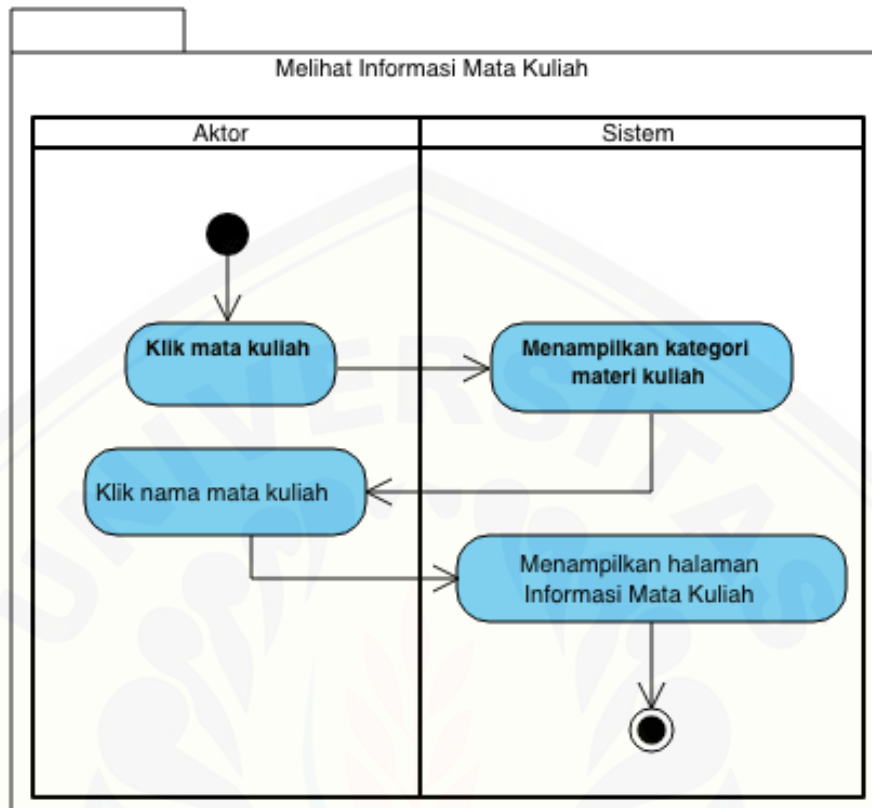 Melihat Informasi Mata Kuliah
Aktor
Sistem
Klik mata kuliah
Menampilkan kategori
materi kuliah
Klik nama mata kuliah
Menampilkan halaman
Informasi Mata Kuliah
UNIVERSITAS